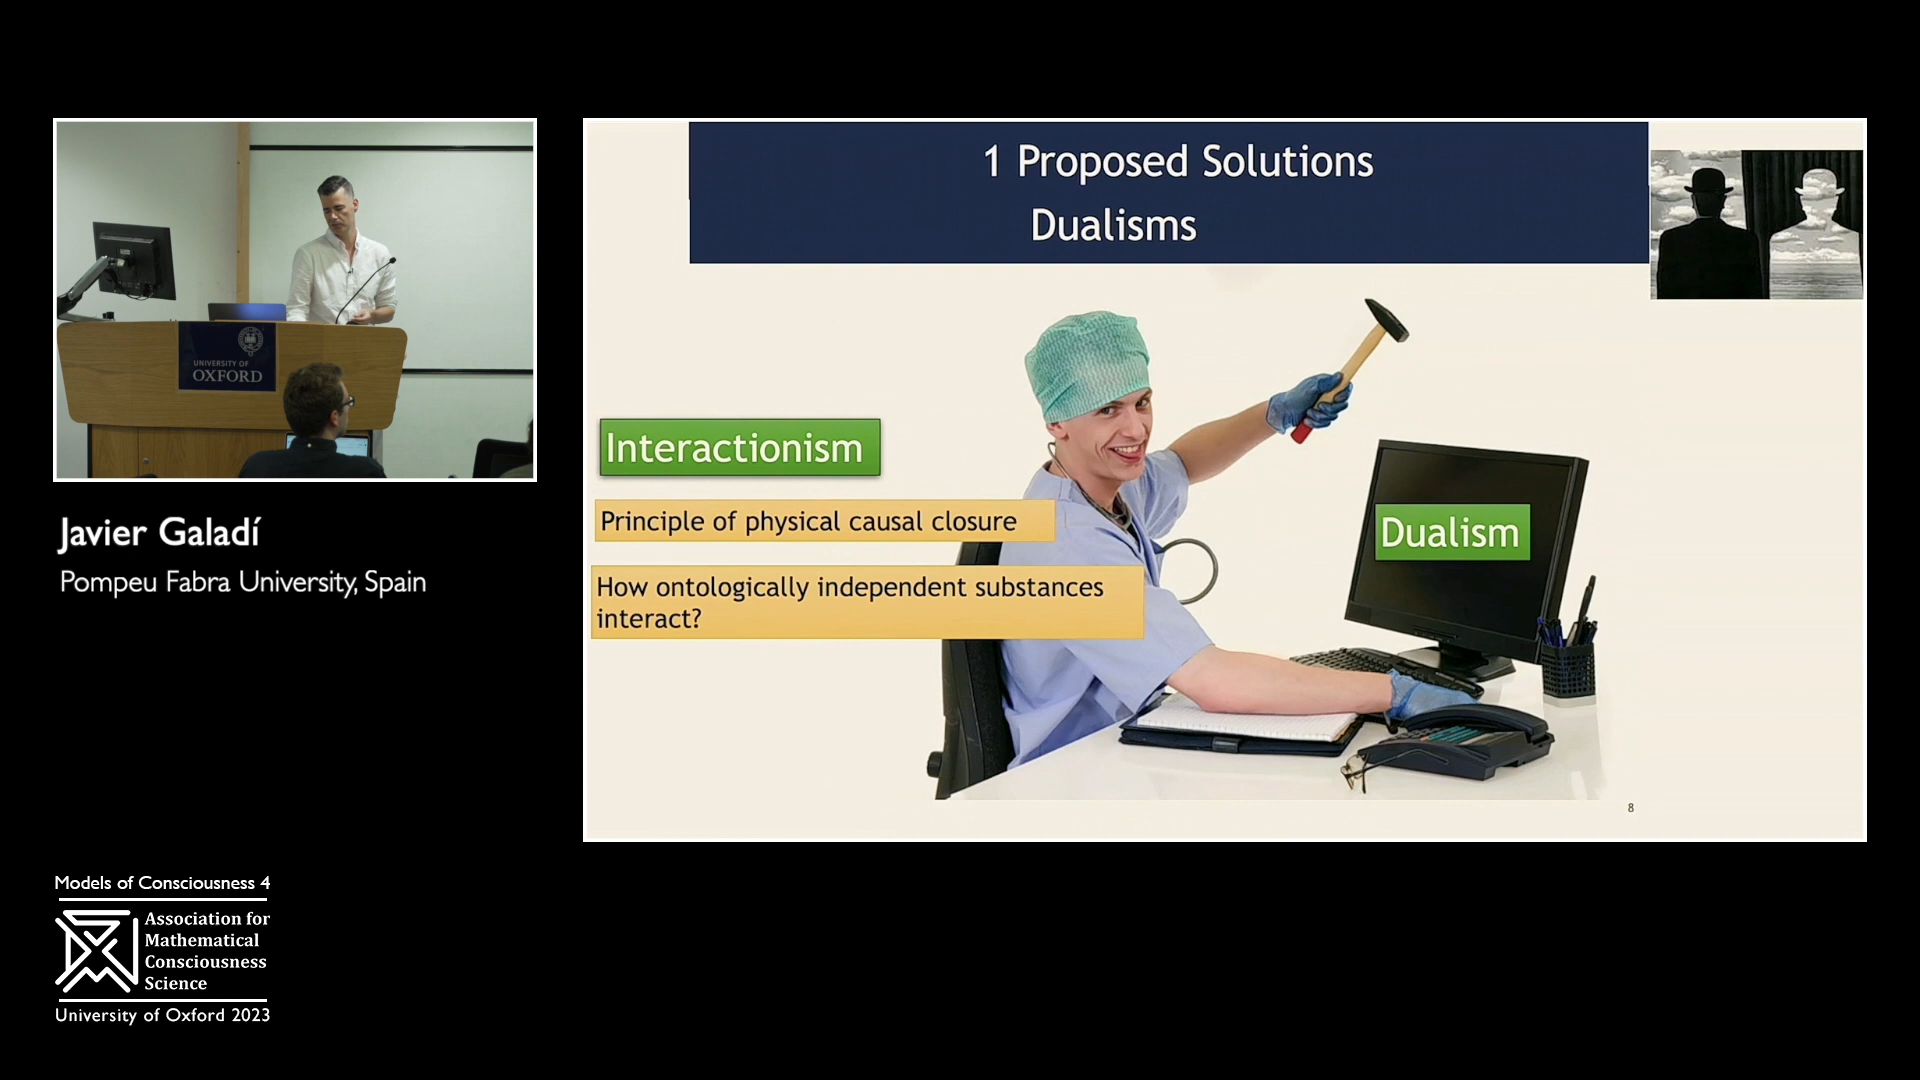 1 Proposed Solutions
Dualisms
Interactionism
Principle of physical causal closure
How ontologically independent substances
interact?
Dualism
8
UNIVERSITY OF
OXFORD
Javier Galadí
Pompeu Fabra University, Spain
Models of Consciousness 4
Association for
Mathematical
Consciousness
Science
University of Oxford 2023